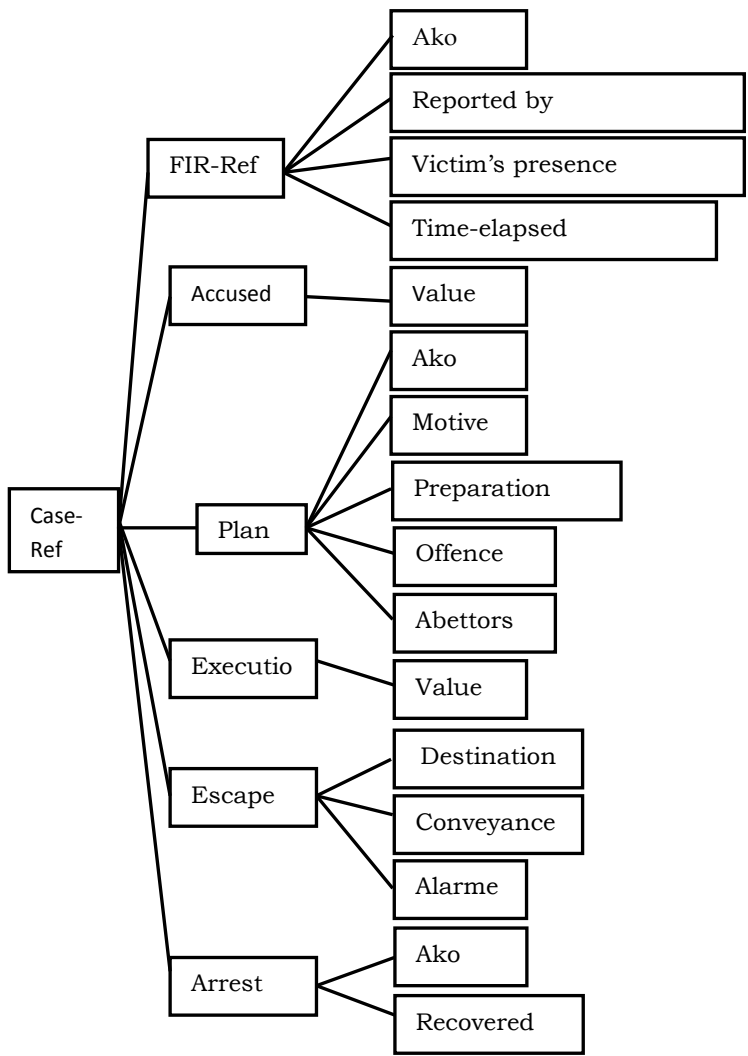 Ako
Reported by
FIR-Ref
Victim’s presence
Time-elapsed
Accused
Value
Ako
Motive
Preparation
Case-
Ref
Plan
Offence
Abettors
Executio
Value
Destination
Escape
Conveyance
Alarme
Ako
Arrest
Recovered